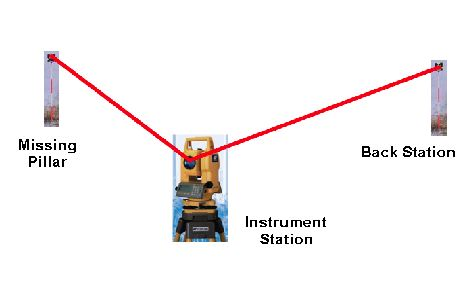 Missing
Pillar
Back Station
Instrument
Station